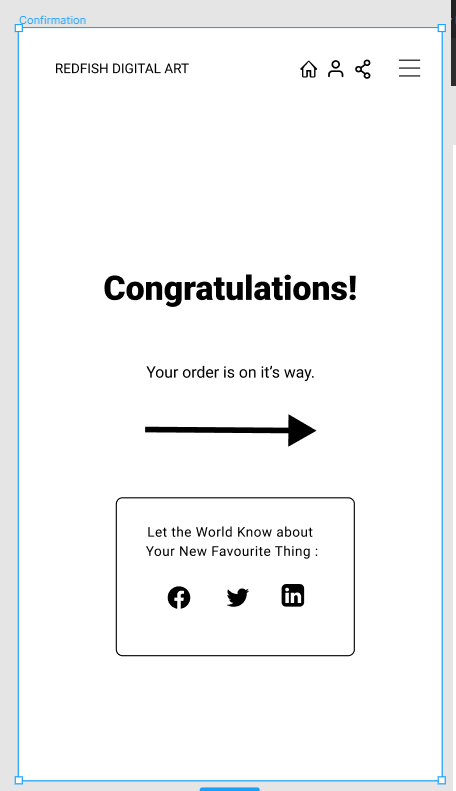 Confirmation
REDFISH DIGITAL ART
Congratulations!
Your order is on it’s way.
Let the World Know about
Your New Favourite Thing :